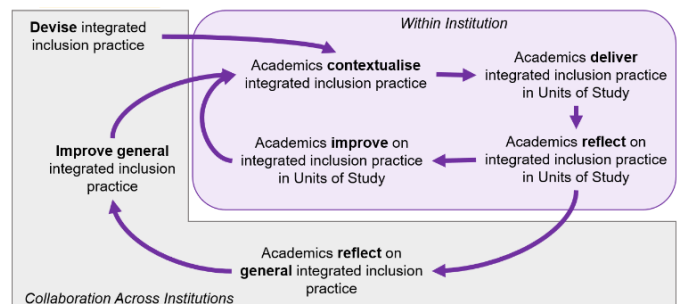 Devise integrated
inclusion practice
Within Institution
Academics contextualise
integrated inclusion practice
Academics deliver
integrated inclusion practice
in Units of Study
Academics reflect on
integrated inclusion practice
in Units of Study
Academics improve on
integrated inclusion practice
in Units of Study
Improve general
integrated inclusion
practice
Academics reflect on
general integrated inclusion
practice
Collaboration Across Institutions